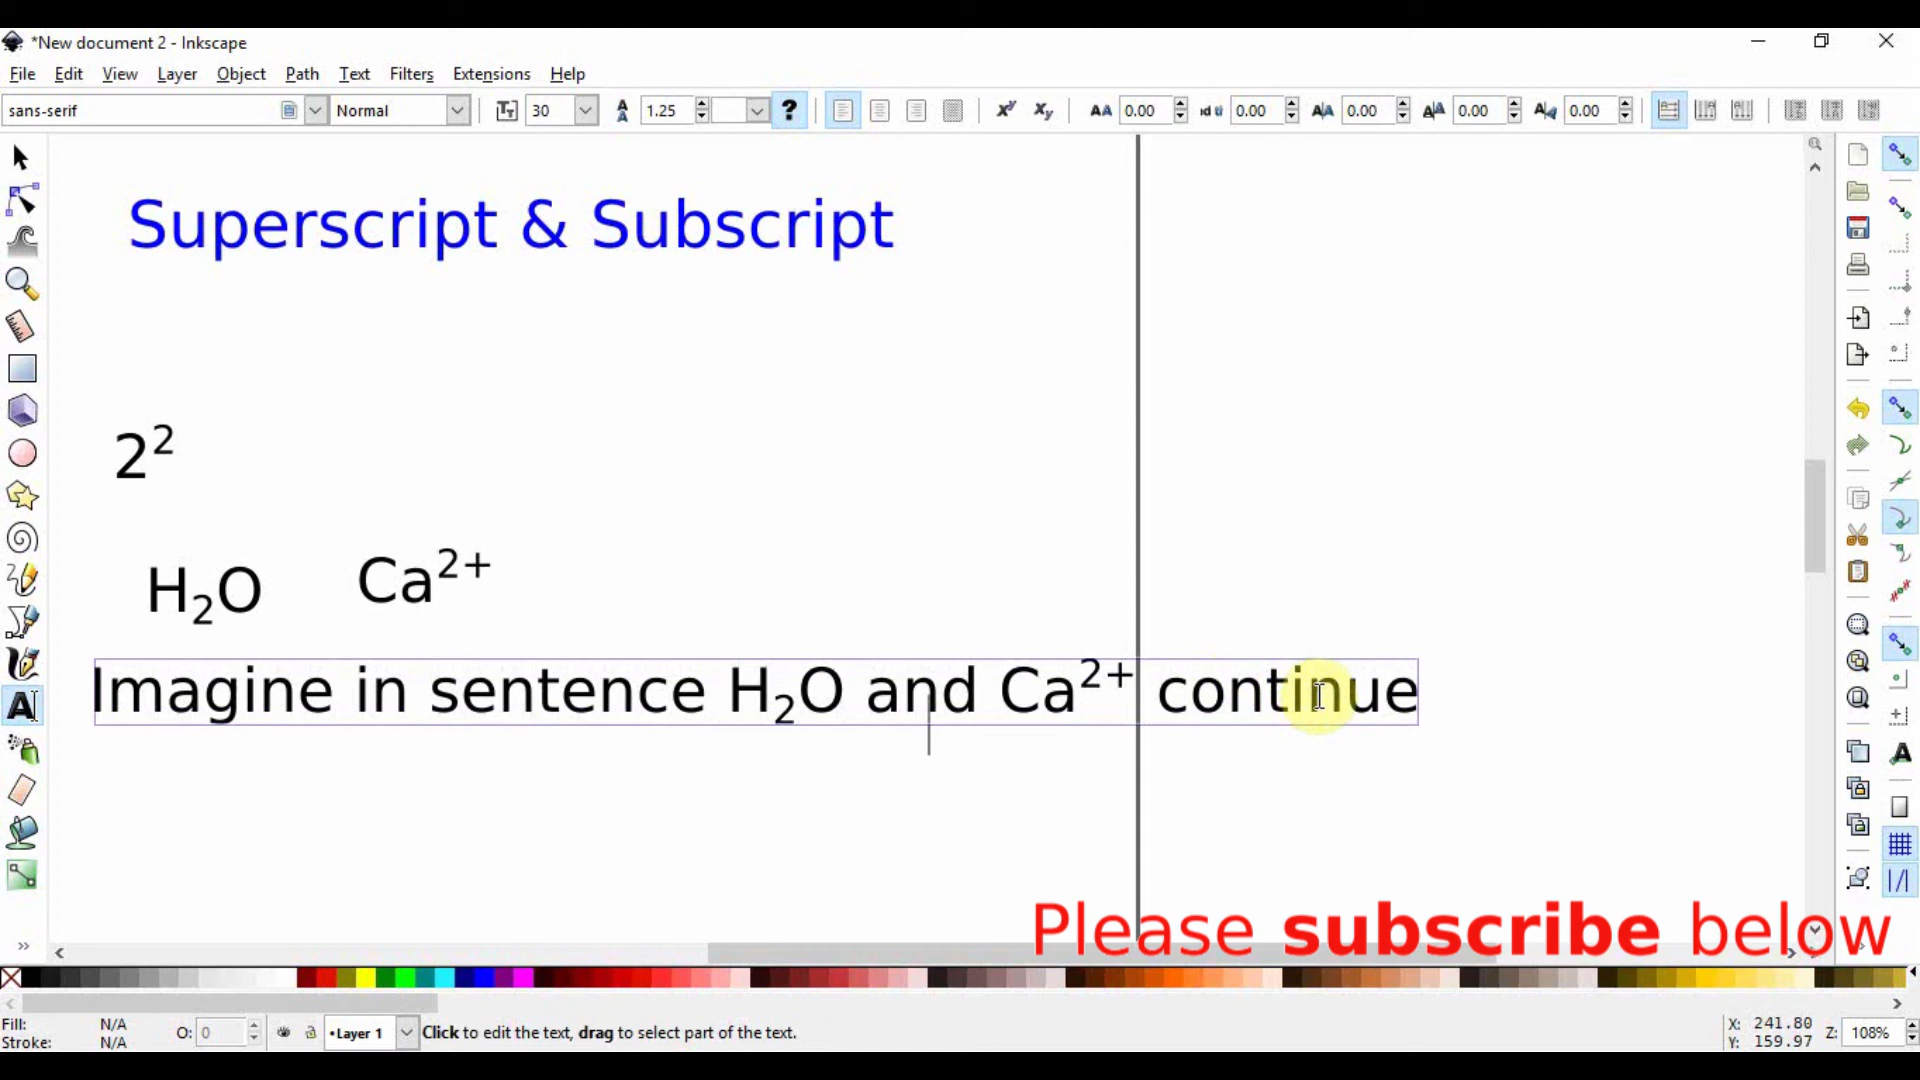 *New document 2 - Inkscape
File Edit View Layer Object Path Text Filters Extensions Help
sans-serif Normal 30 1.25 ? 0.00 0.00 0.00 0.00 0.00
Superscript & Subscript
2²
H₂O Ca²⁺
Imagine in sentence H₂O and Ca²⁺ continue
Please subscribe below
Fill: N/A O: 0 •Layer 1 Click to edit the text, drag to select part of the text. X: 241.80 Z: 108%
Stroke: N/A Y: 159.97